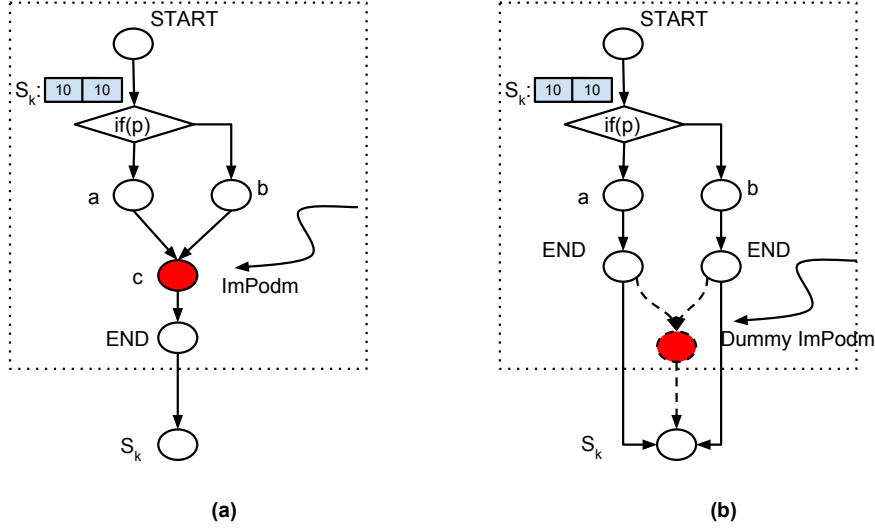 START
S_k: 10 10
if(p)
a
b
c
ImPodm
END
S_k
(a)
START
S_k: 10 10
if(p)
a
b
END
END
Dummy ImPodm
S_k
(b)